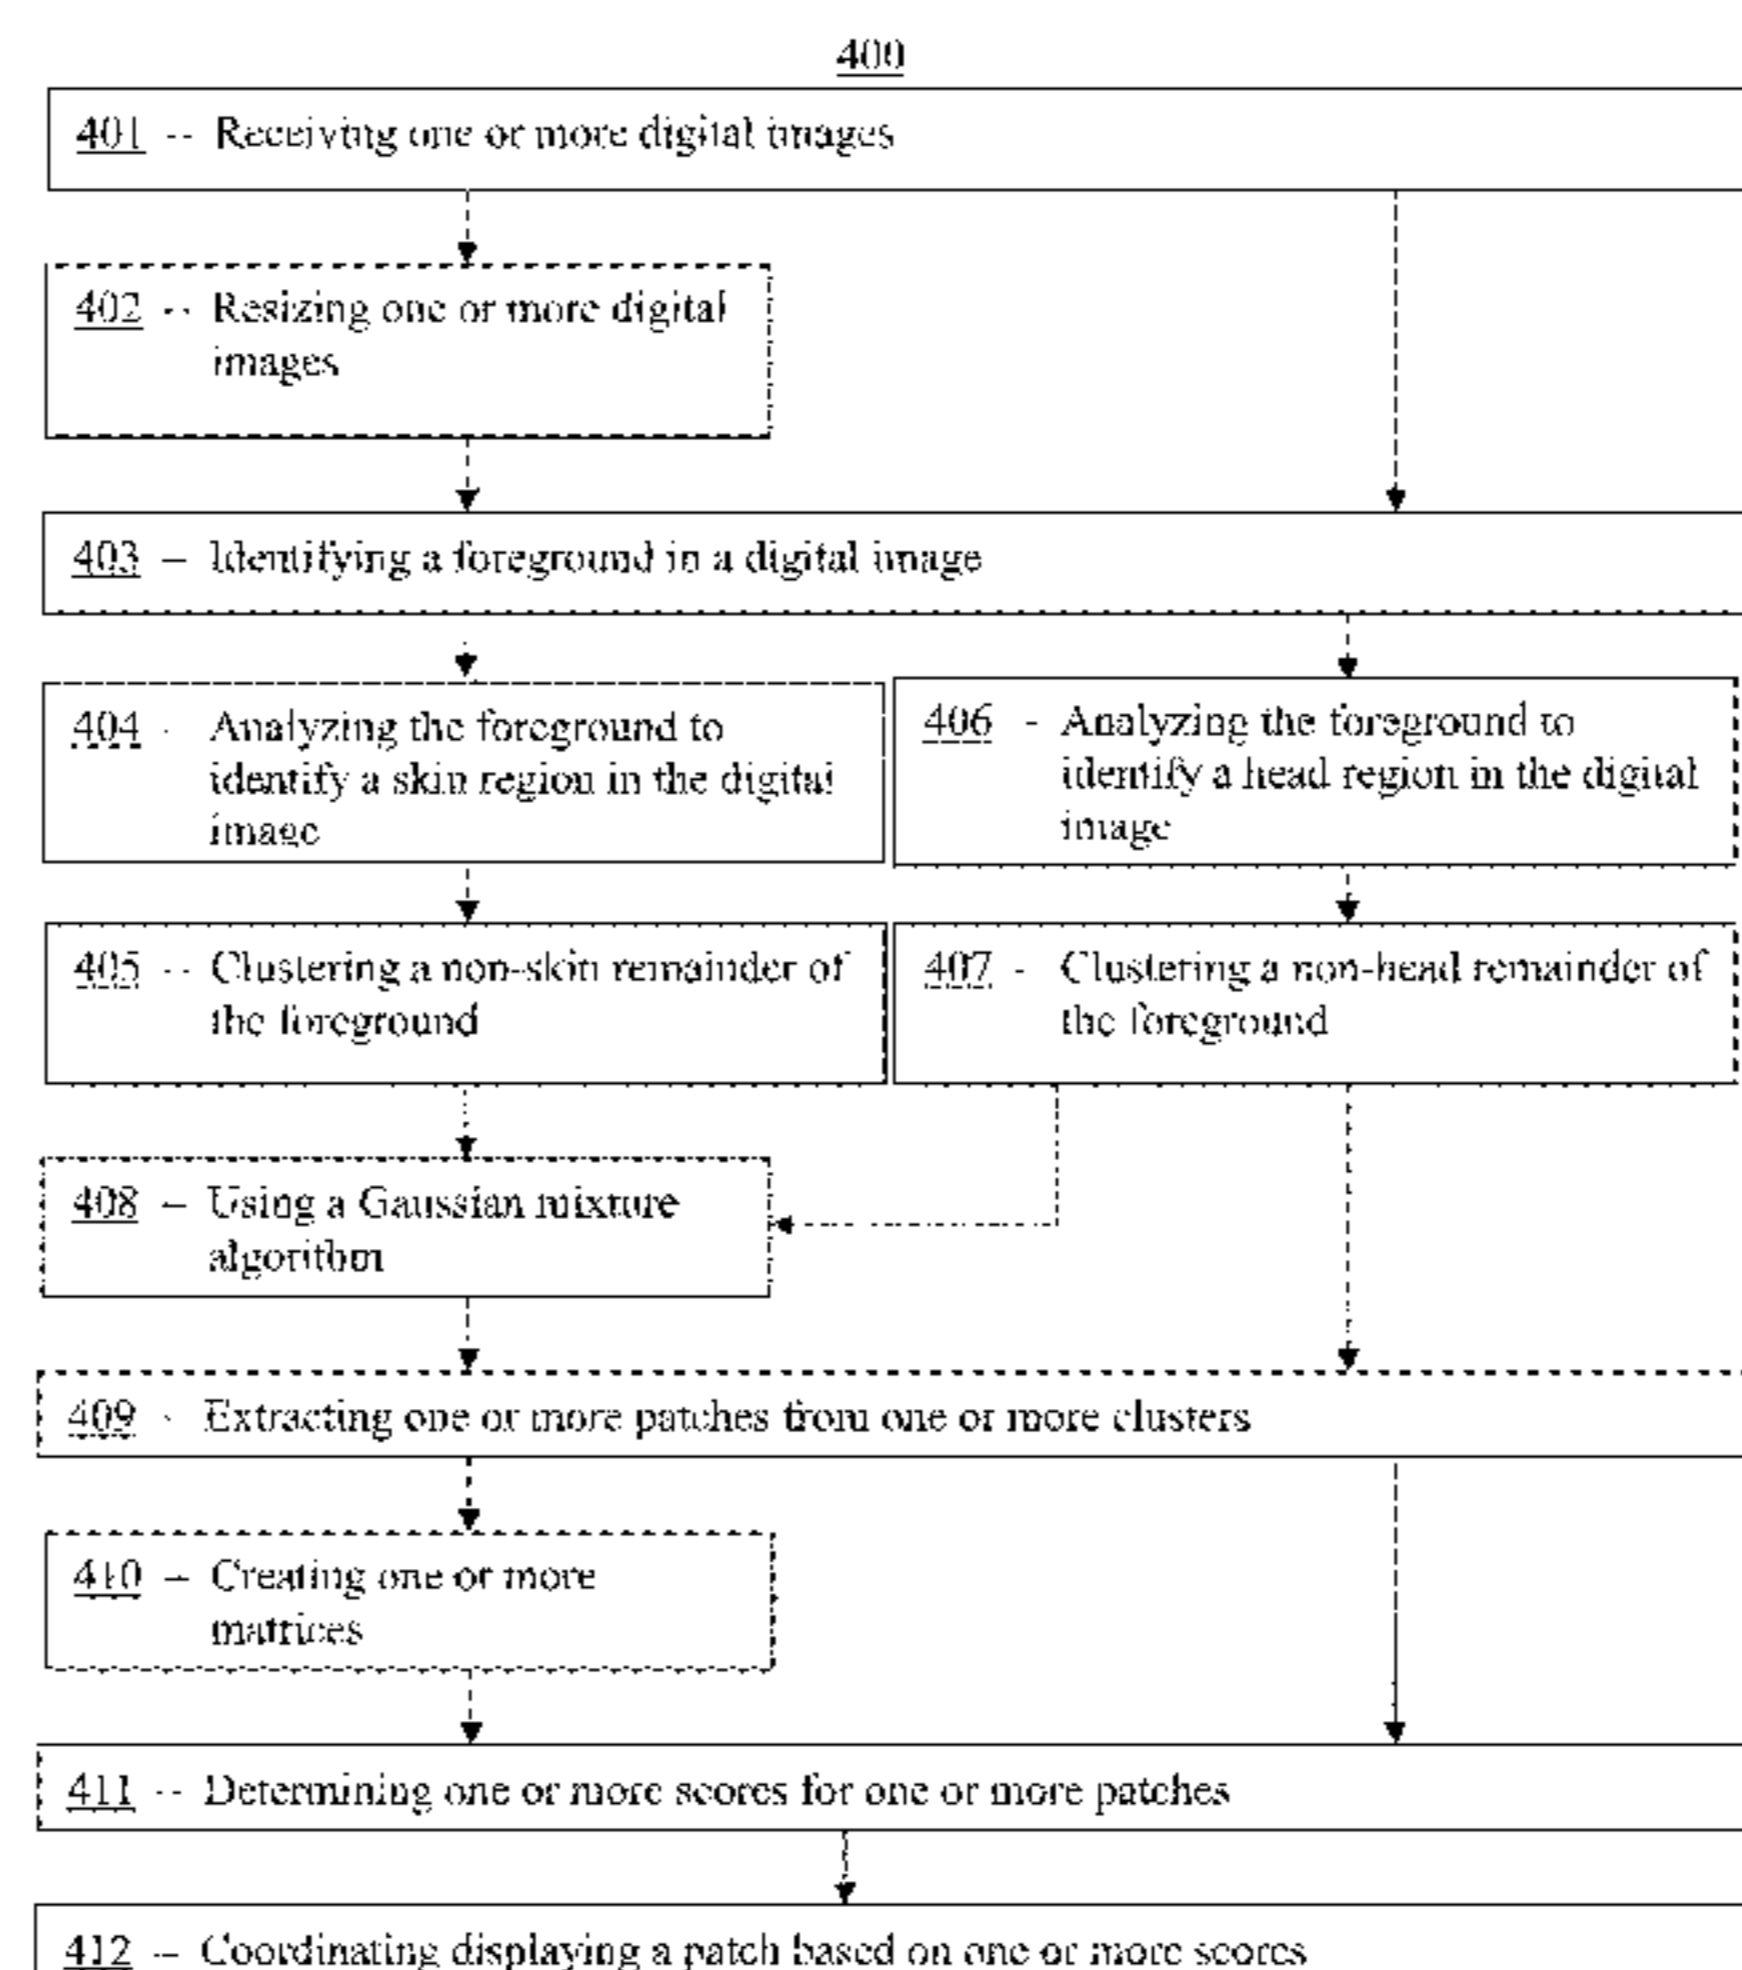 400
401 -- Receiving one or more digital images
402 -- Resizing one or more digital
images
403 – Identifying a foreground in a digital image
404 - Analyzing the foreground to
identify a skin region in the digital
image
406 - Analyzing the foreground to
identify a head region in the digital
image
405 -- Clustering a non-skin remainder of
the foreground
407 - Clustering a non-head remainder of
the foreground
408 – Using a Gaussian mixture
algorithm
409 - Extracting one or more patches from one or more clusters
410 – Creating one or more
matrices
411 -- Determining one or more scores for one or more patches
412 – Coordinating displaying a patch based on one or more scores